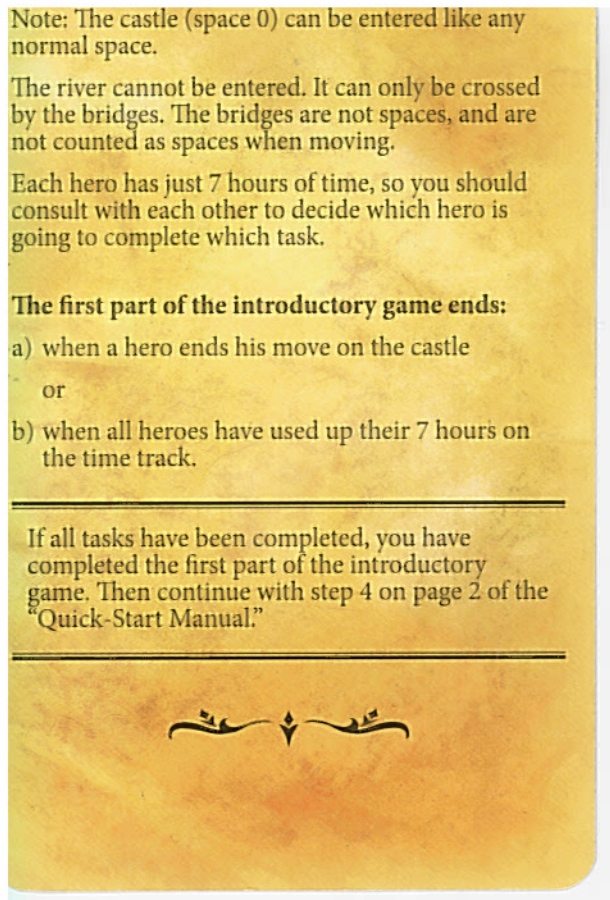 Note: The castle (space 0) can be entered like any
normal space.
The river cannot be entered. It can only be crossed
by the bridges. The bridges are not spaces, and are
not counted as spaces when moving.
Each hero has just 7 hours of time, so you should
consult with each other to decide which hero is
going to complete which task.
The first part of the introductory game ends:
a) when a hero ends his move on the castle
or
b) when all heroes have used up their 7 hours on
the time track.
If all tasks have been completed, you have
completed the first part of the introductory
game. Then continue with step 4 on page 2 of the
“Quick-Start Manual.”